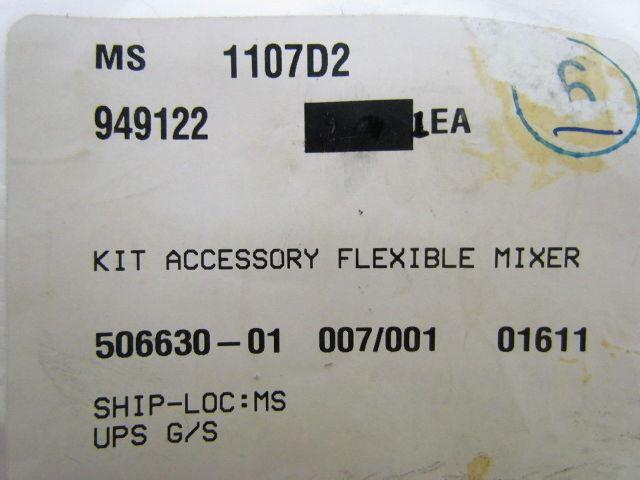 MS 1107D2
949122 1EA
KIT ACCESSORY FLEXIBLE MIXER
506630-01 007/001 01611
SHIP-LOC:MS
UPS G/S